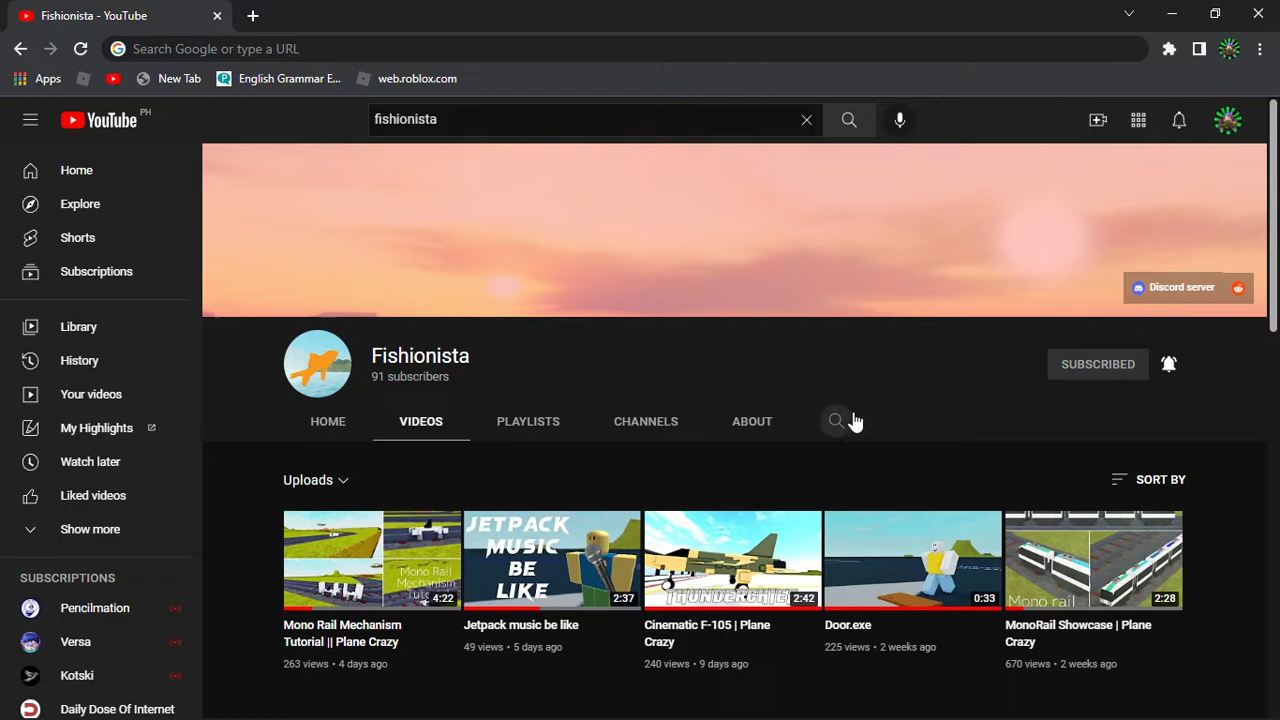 Fishionista - YouTube
Search Google or type a URL
Apps
New Tab
English Grammar E...
web.roblox.com
YouTube PH
fishionista
Home
Explore
Shorts
Subscriptions
Library
History
Your videos
My Highlights
Watch later
Liked videos
Show more
SUBSCRIPTIONS
Pencilmation
Versa
Kotski
Daily Dose Of Internet
Discord server
Fishionista
91 subscribers
SUBSCRIBED
HOME
VIDEOS
PLAYLISTS
CHANNELS
ABOUT
Uploads
SORT BY
Mono Rail
Mechanism
4:22
Mono Rail Mechanism
Tutorial || Plane Crazy
263 views • 4 days ago
JETPACK
MUSIC
BE
LIKE
2:37
Jetpack music be like
49 views • 5 days ago
2:42
Cinematic F-105 | Plane
Crazy
240 views • 9 days ago
0:33
Door.exe
225 views • 2 weeks ago
Mono rail
2:28
MonoRail Showcase | Plane
Crazy
670 views • 2 weeks ago